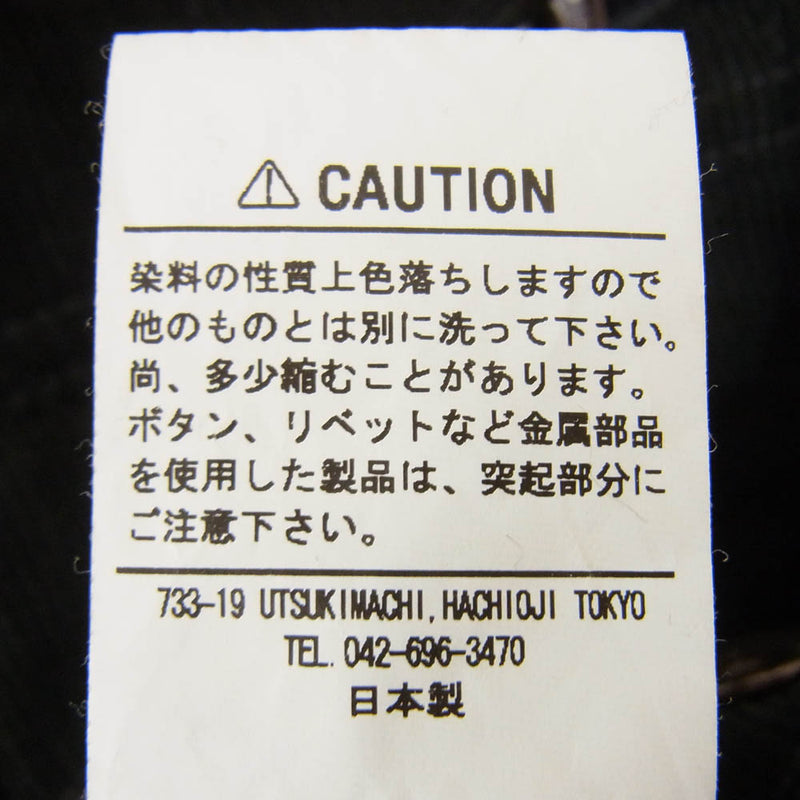 ⚠ CAUTION
染料の性質上色落ちしますので
他のものとは別に洗って下さい。
尚、多少縮むことがあります。
ボタン、リベットなど金属部品
を使用した製品は、突起部分に
ご注意下さい。
733-19 UTSUKIMACHI,HACHIOJI TOKYO
TEL.042-696-3470
日本製